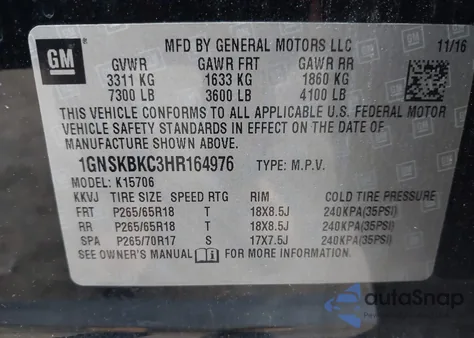 GM
MFD BY GENERAL MOTORS LLC 11/16
GVWR GAWR FRT GAWR RR
3311 KG 1633 KG 1860 KG
7300 LB 3600 LB 4100 LB
THIS VEHICLE CONFORMS TO ALL APPLICABLE U.S. FEDERAL MOTOR
VEHICLE SAFETY STANDARDS IN EFFECT ON THE DATE OF
MANUFACTURE SHOWN ABOVE.
1GNSKBKC3HR164976 TYPE: M.P.V.
MODEL: K15706
KKVJ TIRE SIZE SPEED RTG RIM COLD TIRE PRESSURE
FRT P265/65R18 T 18X8.5J 240KPA(35PSI)
RR P265/65R18 T 18X8.5J 240KPA(35PSI)
SPA P265/70R17 S 17X7.5J 240KPA(35PSI)
SEE OWNER'S MANUAL FOR MORE INFORMATION
autoSnap